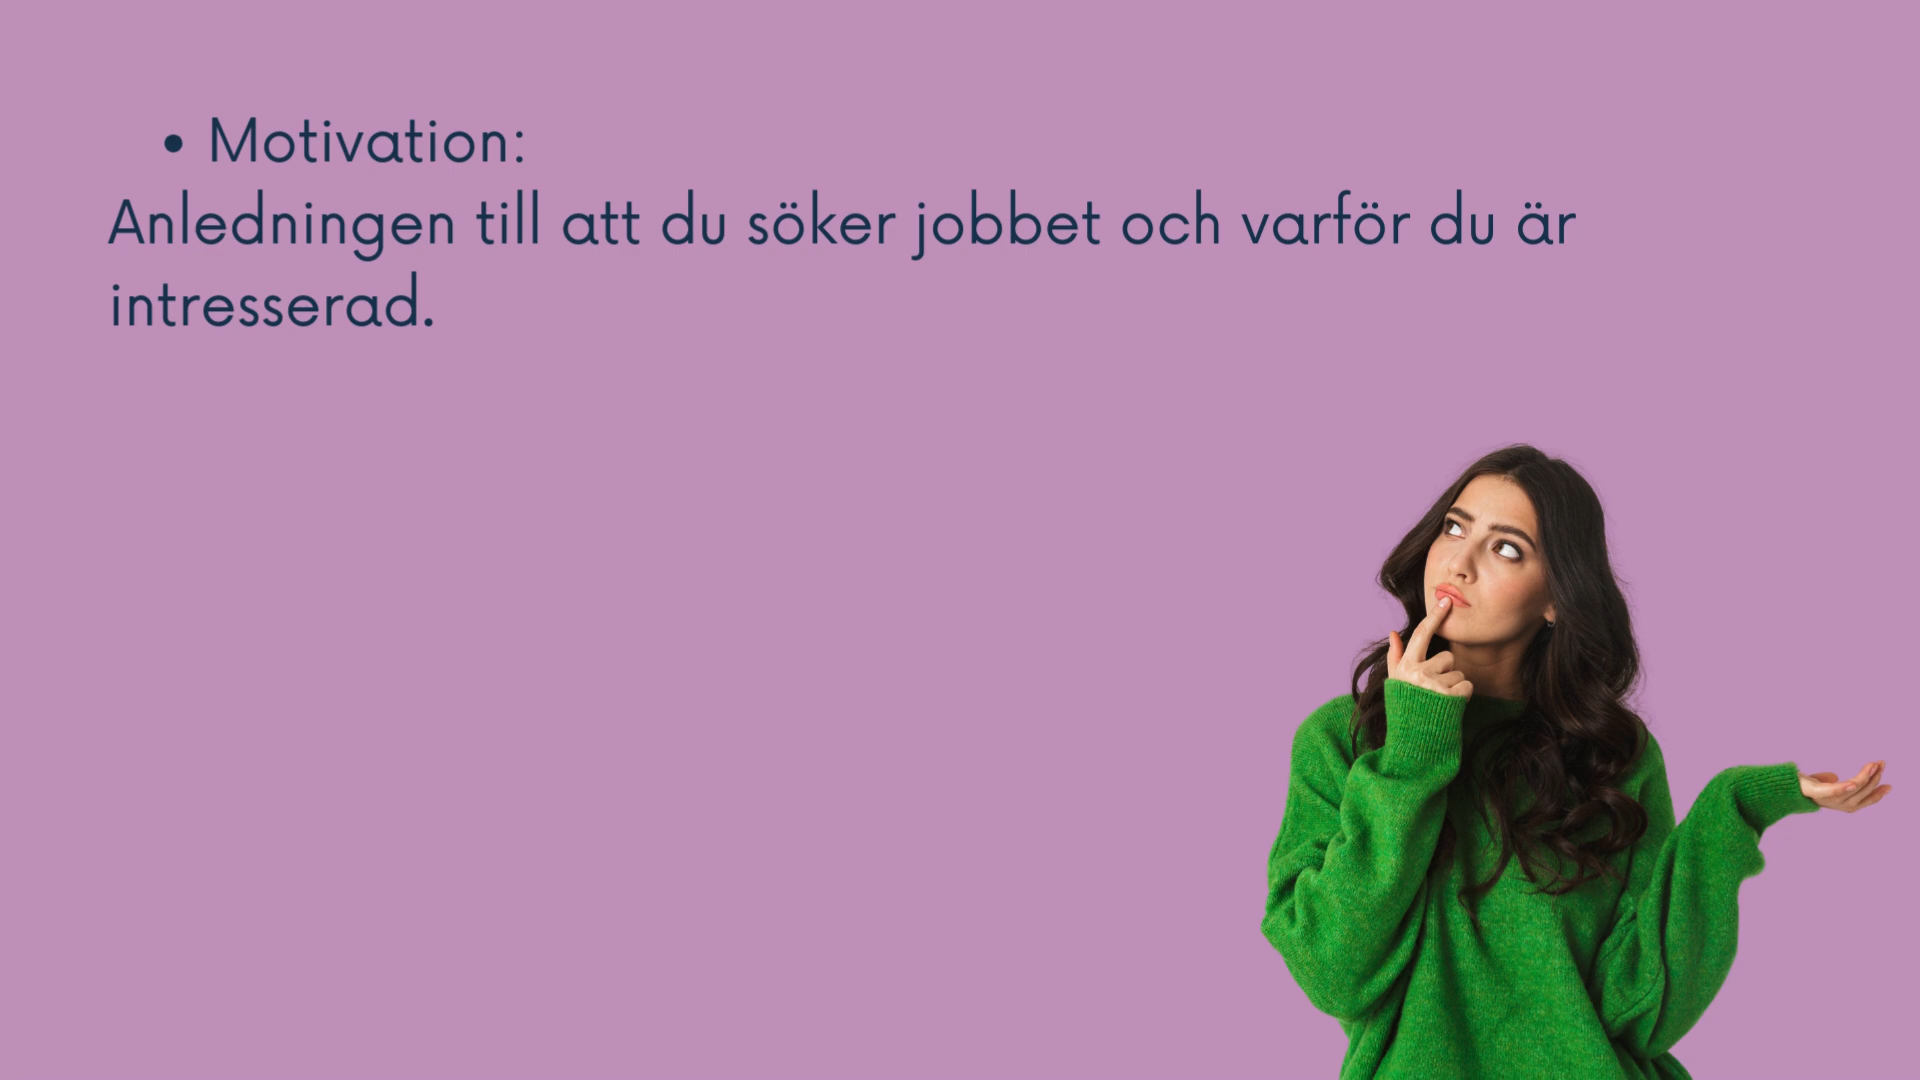 • Motivation:
Anledningen till att du söker jobbet och varför du är
intresserad.